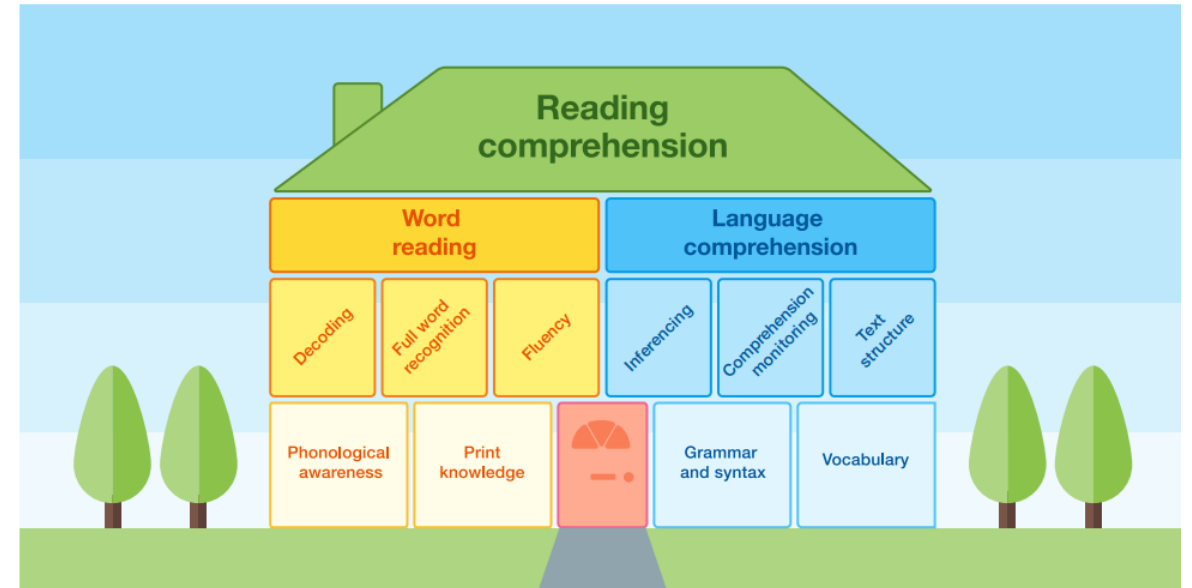 Reading
comprehension
Word
reading
Language
comprehension
Decoding
Full word
recognition
Fluency
Inferencing
Comprehension
monitoring
Text
structure
Phonological
awareness
Print
knowledge
Grammar
and syntax
Vocabulary